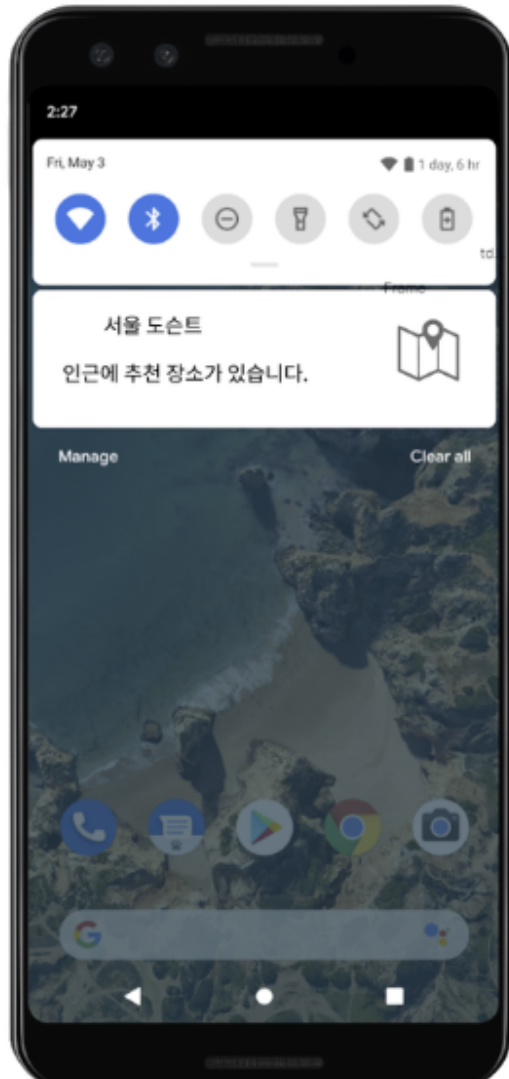 2:27
Fri, May 3
1 day, 6 hr
td.
Frame
서울 도슨트
인근에 추천 장소가 있습니다.
Manage
Clear all
G